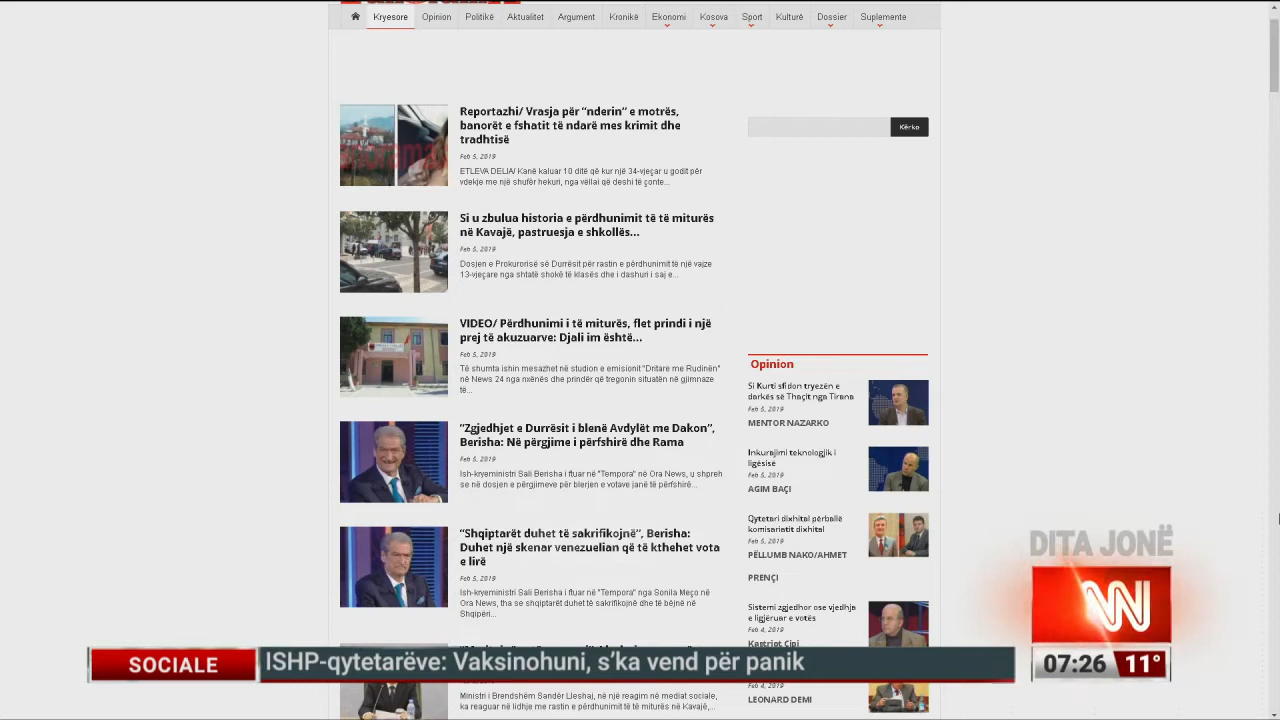 Kryesore Opinion Politikë Aktualitet Argument Kronikë Ekonomi Kosova Sport Kulturë Dossier Suplemente
Reportazhi/ Vrasja për “nderin” e motrës,
banorët e fshatit të ndarë mes krimit dhe
tradhtisë
Feb 5, 2019
ETLEVA DELIA/ Kanë kaluar 10 ditë që kur një 34-vjeçar u godit për
vdekje me një shufër hekuri, nga vëllai që deshi të çonte...
Kërko
Si u zbulua historia e përdhunimit të të miturës
në Kavajë, pastruesja e shkollës...
Feb 5, 2019
Dosjen e Prokurorisë së Durrësit për rastin e përdhunimit të një vajze
13-vjeçare nga shtatë shokë të klasës dhe i dashuri i saj e...
VIDEO/ Përdhunimi i të miturës, flet prindi i një
prej të akuzuarve: Djali im është...
Feb 5, 2019
Të shumta ishin mesazhet në studion e emisionit "Dritare me Rudinën"
në News 24 nga nxënës dhe prindër që tregonin situatën në gjimnaze
të...
“Zgjedhjet e Durrësit i blenë Avdylët me Dakon”,
Berisha: Në përgjime i përfshirë dhe Rama
Feb 5, 2019
Ish-kryeministri Sali Berisha i ftuar në "Tempora" në Ora News, u shpreh
se në dosjen e përgjimeve për blerjen e votave janë të përfshirë...
“Shqiptarët duhet të sakrifikojnë”, Berisha:
Duhet një skenar venezuelian që të kthehet vota
e lirë
Feb 5, 2019
Ish-kryeministri Sali Berisha i ftuar në "Tempora" nga Sonila Meço në
Ora News, tha se shqiptarët duhet të sakrifikojnë dhe të bëjnë në
Shqipëri...
Ministri i Brendshëm Sandër Lleshaj, në një reagim në mediat sociale,
ka reaguar në lidhje me rastin e përdhunimit të të miturës në Kavajë,...
Opinion
Si Kurti sfidon tryezën e
darkës së Thaçit nga Tirana
Feb 5, 2019
MENTOR NAZARKO
Inkurajimi teknologjik i
ligësisë
Feb 5, 2019
AGIM BAÇI
Qytetari dixhital përballë
komisariatit dixhital
Feb 5, 2019
PËLLUMB NAKO/AHMET
PRENÇI
Sistemi zgjedhor ose vjedhja
e ligjëruar e votës
Feb 4, 2019
Kastriot Çipi
Feb 4, 2019
LEONARD DEMI
DITA JONË
SOCIALE
ISHP-qytetarëve: Vaksinohuni, s’ka vend për panik
07:26 11°